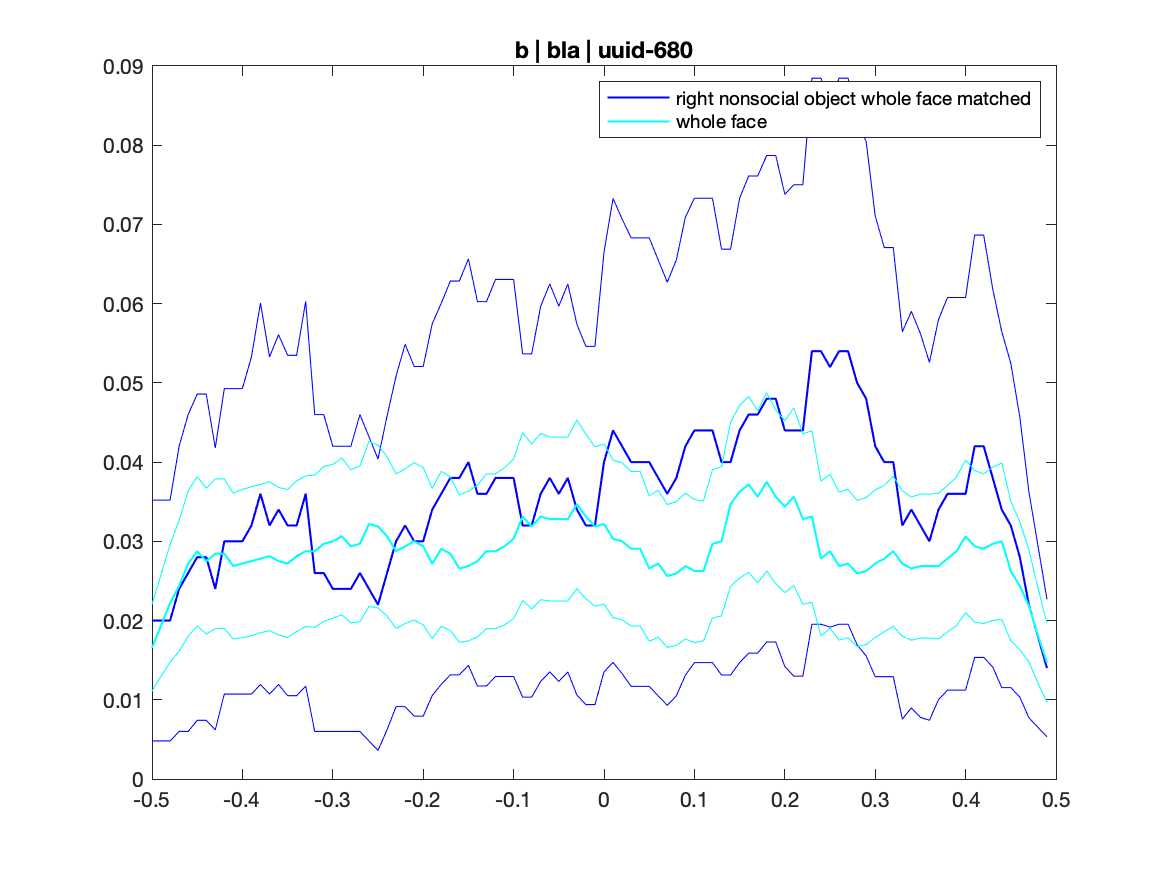 b | bla | uuid-680
right nonsocial object whole face matched
whole face
0.09
0.08
0.07
0.06
0.05
0.04
0.03
0.02
0.01
0
-0.5 -0.4 -0.3 -0.2 -0.1 0 0.1 0.2 0.3 0.4 0.5